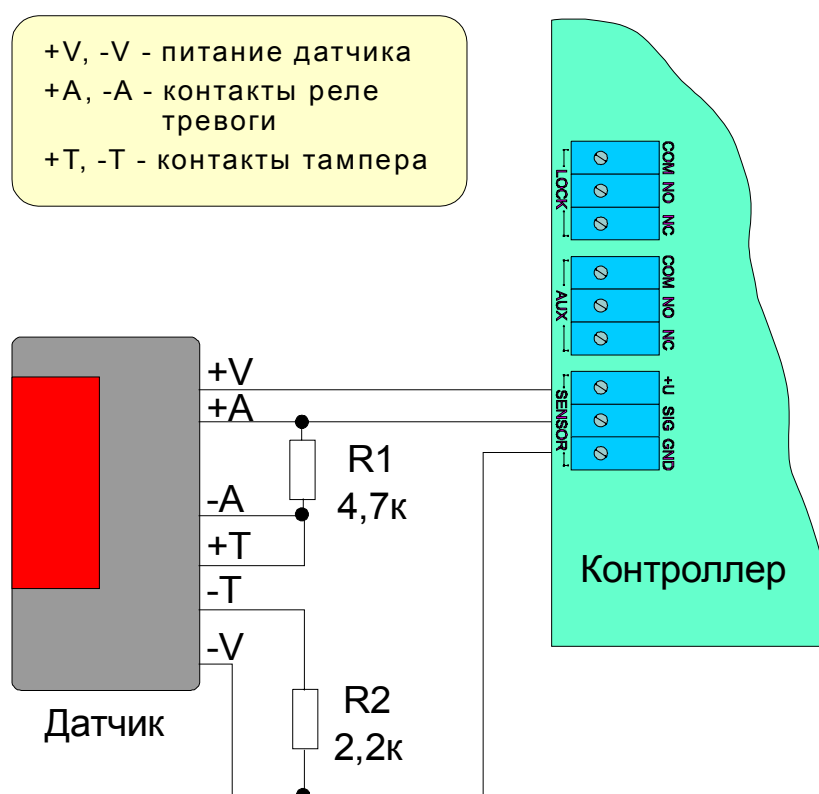 +V, -V - питание датчика
+A, -A - контакты реле
тревоги
+T, -T - контакты тампера
COM
NO
NC
LOCK
COM
NO
NC
AUX
+U
SIG
GND
SENSOR
+V
+A
R1
4,7к
-A
+T
-T
-V
Контроллер
R2
2,2к
Датчик